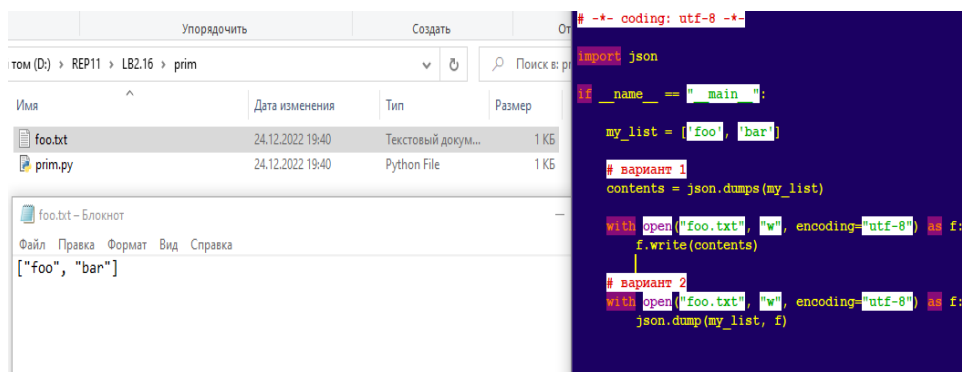 Упорядочить
Создать
От
том (D:) › REP11 › LB2.16 › prim
Поиск в: pr
Имя
Дата изменения
Тип
Размер
foo.txt
24.12.2022 19:40
Текстовый докум...
1 КБ
prim.py
24.12.2022 19:40
Python File
1 КБ
foo.txt – Блокнот
Файл Правка Формат Вид Справка
["foo", "bar"]
# -*- coding: utf-8 -*-
import json
if __name__ == "__main__":
my_list = ['foo', 'bar']
# вариант 1
contents = json.dumps(my_list)
with open("foo.txt", "w", encoding="utf-8") as f:
f.write(contents)
# вариант 2
with open("foo.txt", "w", encoding="utf-8") as f:
json.dump(my_list, f)